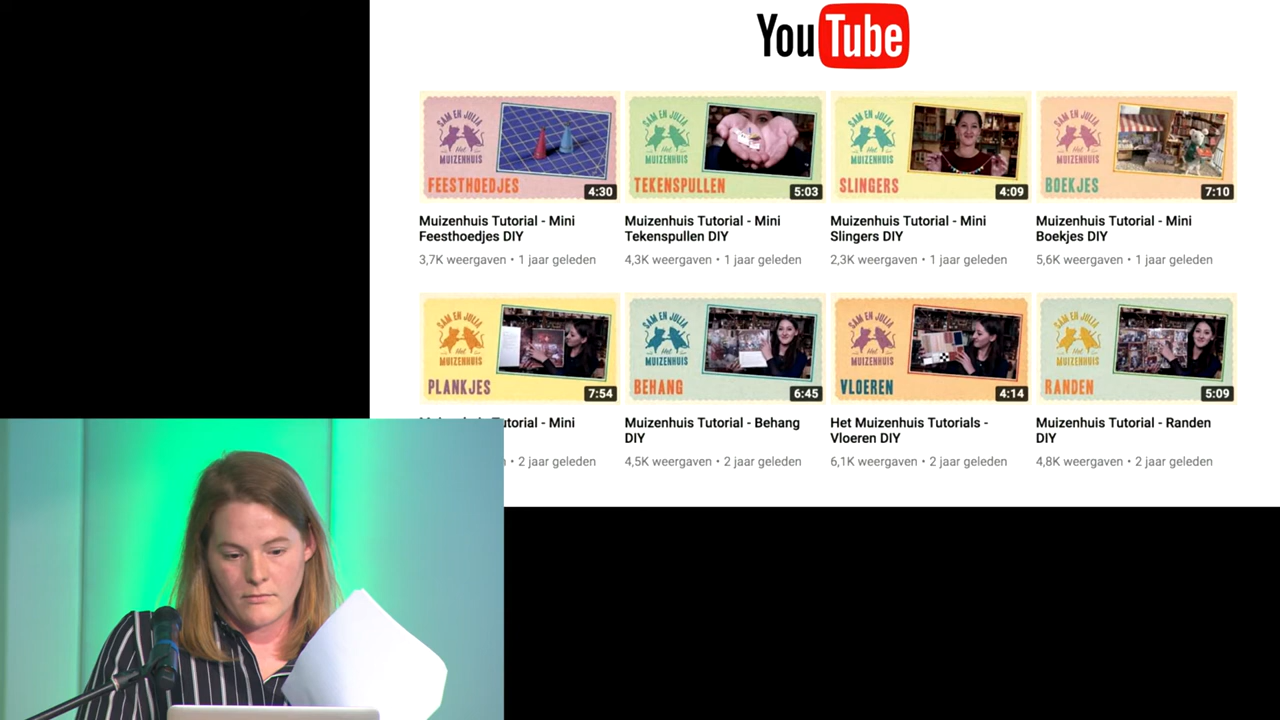 YouTube
SAM EN JULIA
Het
MUIZENHUIS
FEESTHOEDJES
4:30
SAM EN JULIA
Het
MUIZENHUIS
TEKENSPULLEN
5:03
SAM EN JULIA
Het
MUIZENHUIS
SLINGERS
4:09
SAM EN JULIA
Het
MUIZENHUIS
BOEKJES
7:10
Muizenhuis Tutorial - Mini
Feesthoedjes DIY
3,7K weergaven • 1 jaar geleden
Muizenhuis Tutorial - Mini
Tekenspullen DIY
4,3K weergaven • 1 jaar geleden
Muizenhuis Tutorial - Mini
Slingers DIY
2,3K weergaven • 1 jaar geleden
Muizenhuis Tutorial - Mini
Boekjes DIY
5,6K weergaven • 1 jaar geleden
SAM EN JULIA
Het
MUIZENHUIS
PLANKJES
7:54
SAM EN JULIA
Het
MUIZENHUIS
BEHANG
6:45
SAM EN JULIA
Het
MUIZENHUIS
VLOEREN
4:14
SAM EN JULIA
Het
MUIZENHUIS
RANDEN
5:09
Tutorial - Mini
• 2 jaar geleden
Muizenhuis Tutorial - Behang
DIY
4,5K weergaven • 2 jaar geleden
Het Muizenhuis Tutorials -
Vloeren DIY
6,1K weergaven • 2 jaar geleden
Muizenhuis Tutorial - Randen
DIY
4,8K weergaven • 2 jaar geleden